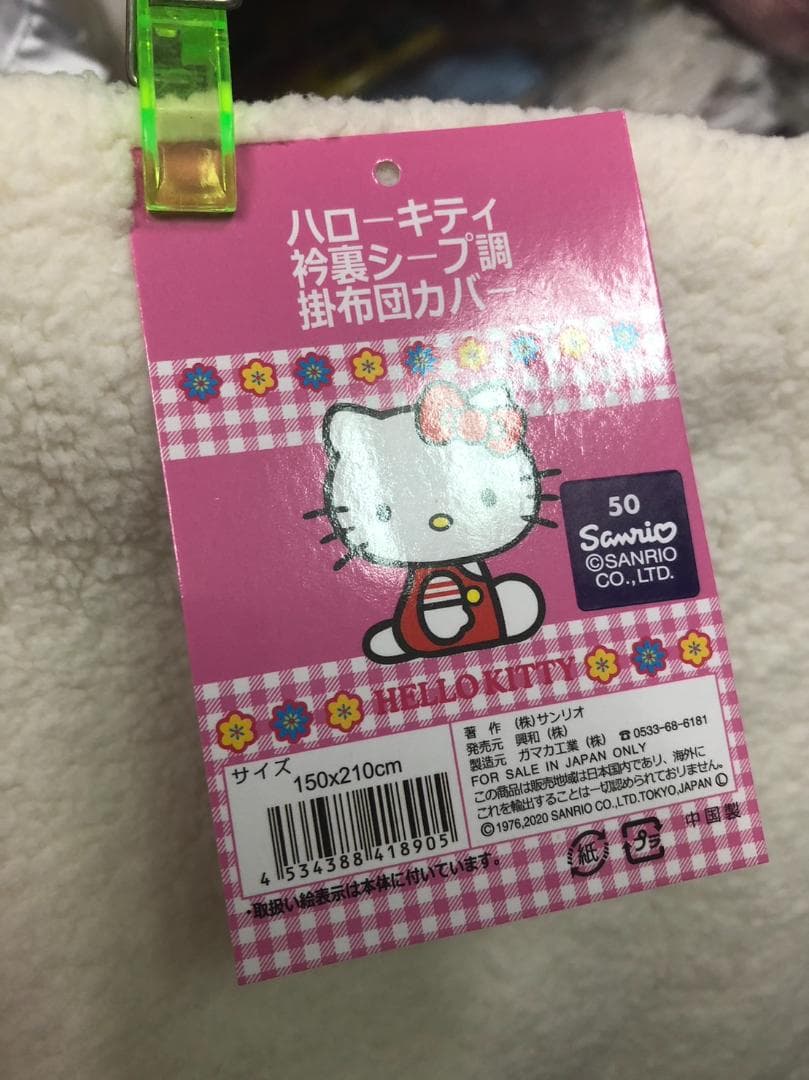 ハローキティ
衿裏シープ調
掛布団カバー
50
Sanrio
©SANRIO
CO.,LTD.
HELLO KITTY
サイズ 150x210cm
4 534388 418905
・取扱い絵表示は本体に付いています。
著 作 (株)サンリオ
発売元 興和(株)
製造元 ガマカ工業(株) ☎0533-68-6181
FOR SALE IN JAPAN ONLY
この商品は販売地域は日本国内であり、海外に
これを輸出することは一切認められておりません。
©1976,2020 SANRIO CO.,LTD.TOKYO,JAPAN Ⓛ
紙
プラ
中国製